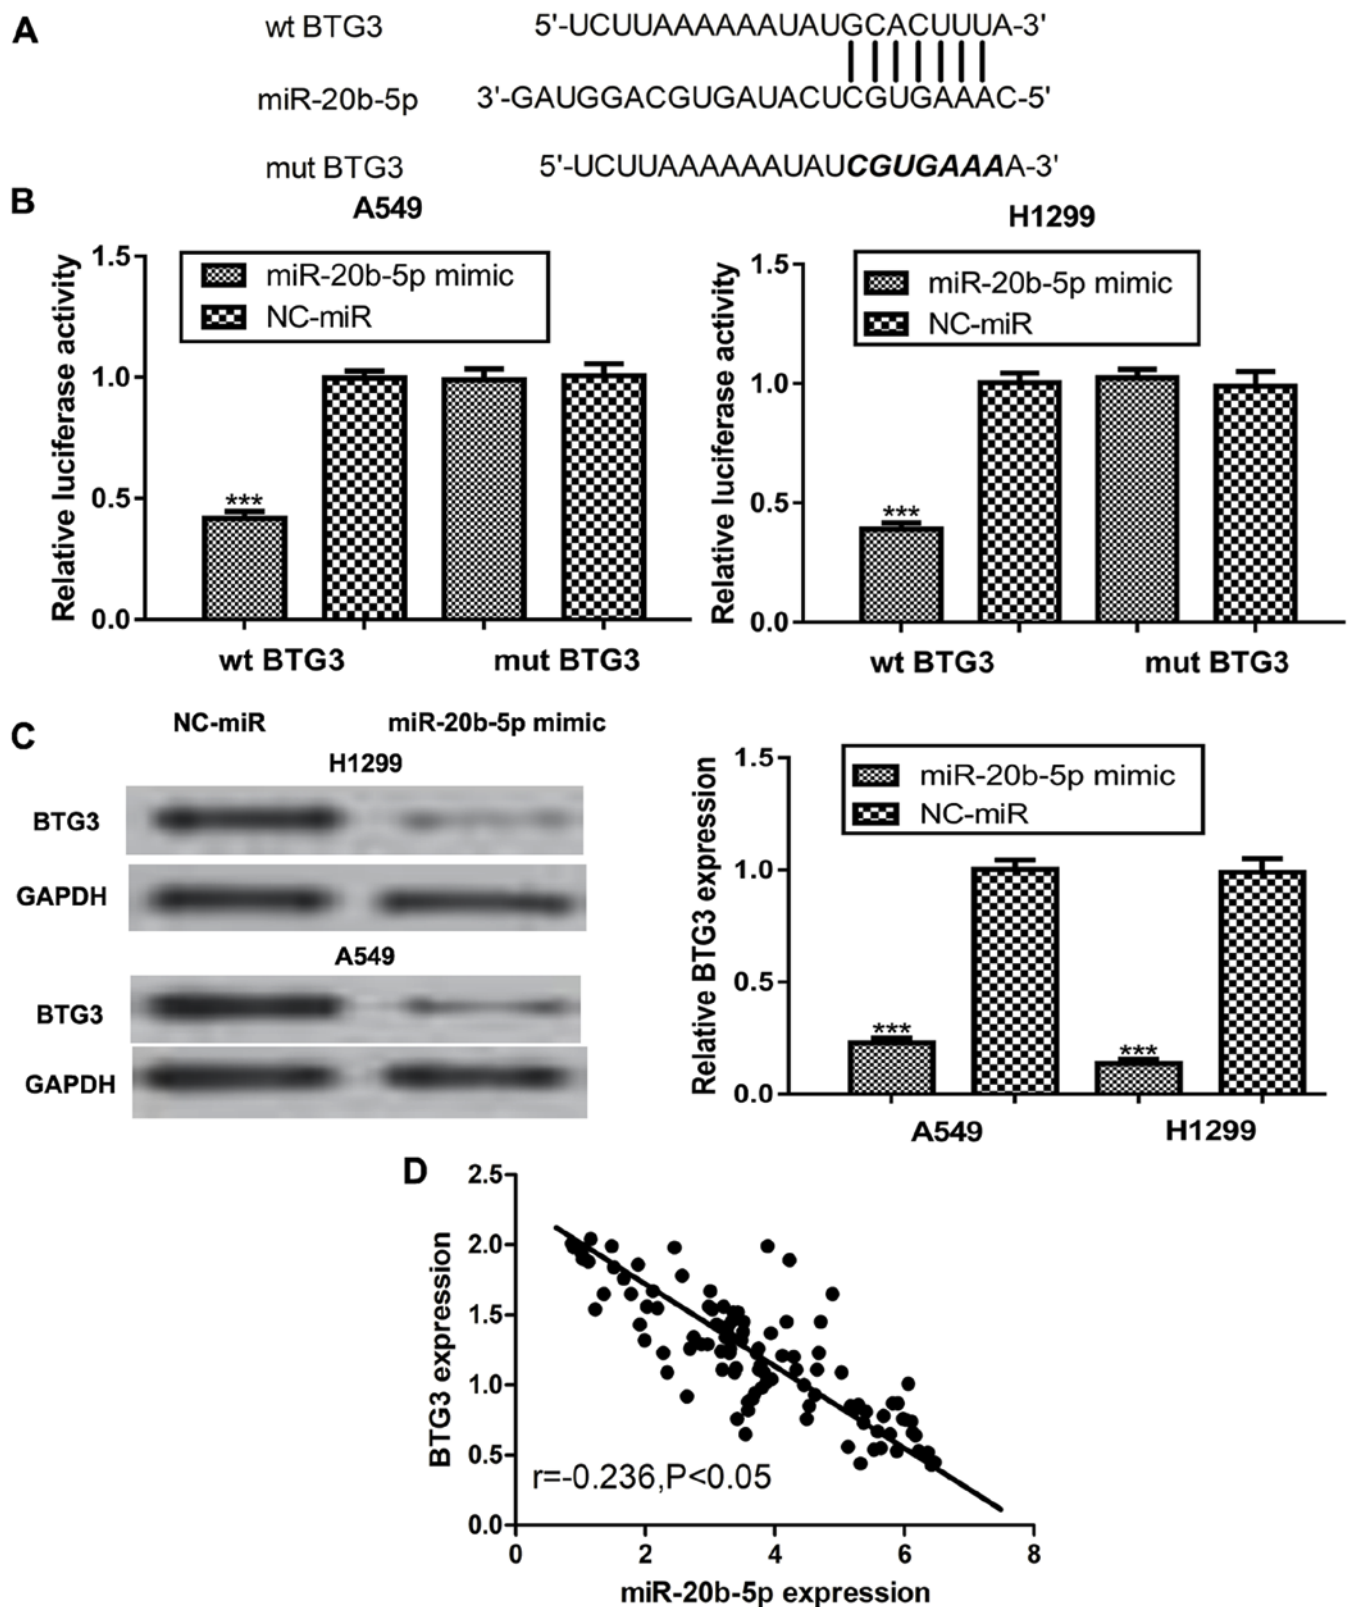 A
wt BTG3 5'-UCUUAAAAAAUAUGCACUUUA-3'
miR-20b-5p 3'-GAUGGACGUGAUACUCGUGAAAC-5'
mut BTG3 5'-UCUUAAAAAAUAUCGUGAAAA-3'
B
A549
1.5
1.0
0.5
0.0
Relative luciferase activity
miR-20b-5p mimic
NC-miR
***
wt BTG3 mut BTG3
H1299
1.5
1.0
0.5
0.0
Relative luciferase activity
miR-20b-5p mimic
NC-miR
***
wt BTG3 mut BTG3
C
NC-miR miR-20b-5p mimic
H1299
BTG3
GAPDH
A549
BTG3
GAPDH
1.5
1.0
0.5
0.0
Relative BTG3 expression
miR-20b-5p mimic
NC-miR
***
***
A549 H1299
D
2.5
2.0
1.5
1.0
0.5
0.0
BTG3 expression
r=-0.236,P<0.05
0 2 4 6 8
miR-20b-5p expression